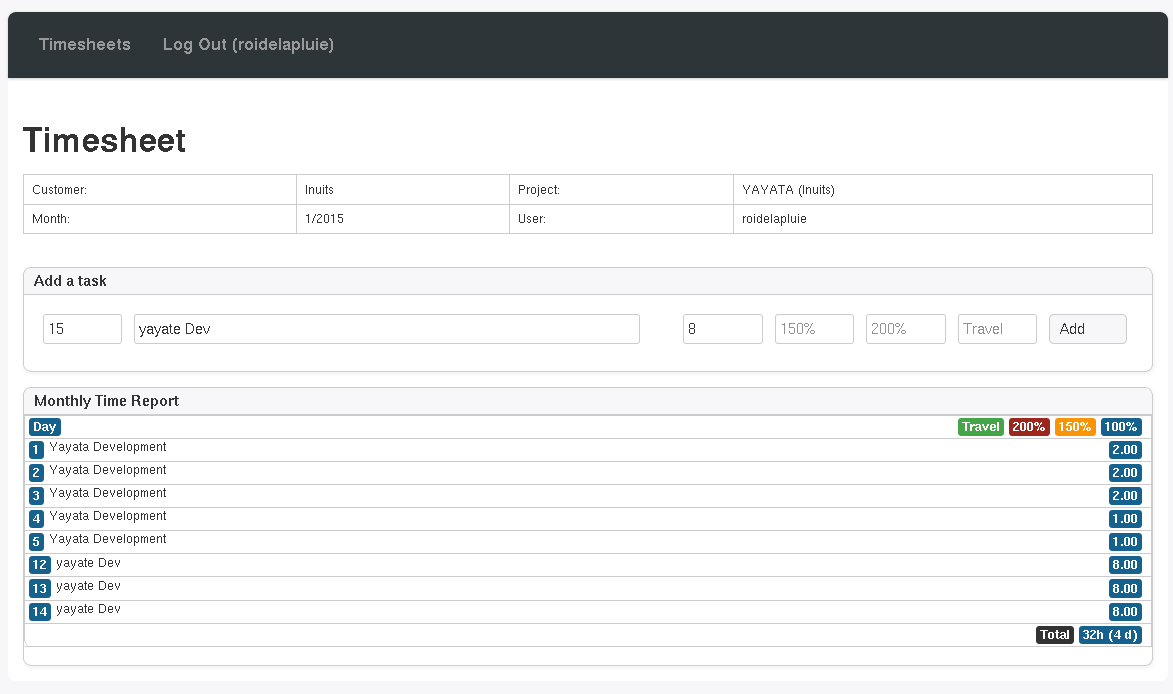 Timesheets Log Out (roidelapluie)
Timesheet
Customer: Inuits Project: YAYATA (Inuits)
Month: 1/2015 User: roidelapluie
Add a task
15 yayate Dev 8 150% 200% Travel Add
Monthly Time Report
Day Travel 200% 150% 100%
1 Yayata Development 2.00
2 Yayata Development 2.00
3 Yayata Development 2.00
4 Yayata Development 1.00
5 Yayata Development 1.00
12 yayate Dev 8.00
13 yayate Dev 8.00
14 yayate Dev 8.00
Total 32h (4 d)